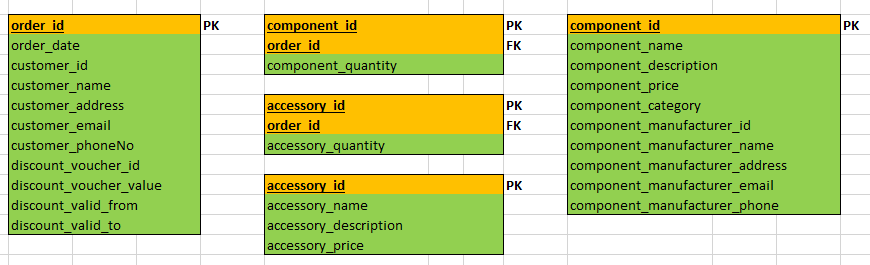 order_id PK
order_date
customer_id
customer_name
customer_address
customer_email
customer_phoneNo
discount_voucher_id
discount_voucher_value
discount_valid_from
discount_valid_to
component_id PK
order_id FK
component_quantity
accessory_id PK
order_id FK
accessory_quantity
accessory_id PK
accessory_name
accessory_description
accessory_price
component_id PK
component_name
component_description
component_price
component_category
component_manufacturer_id
component_manufacturer_name
component_manufacturer_address
component_manufacturer_email
component_manufacturer_phone